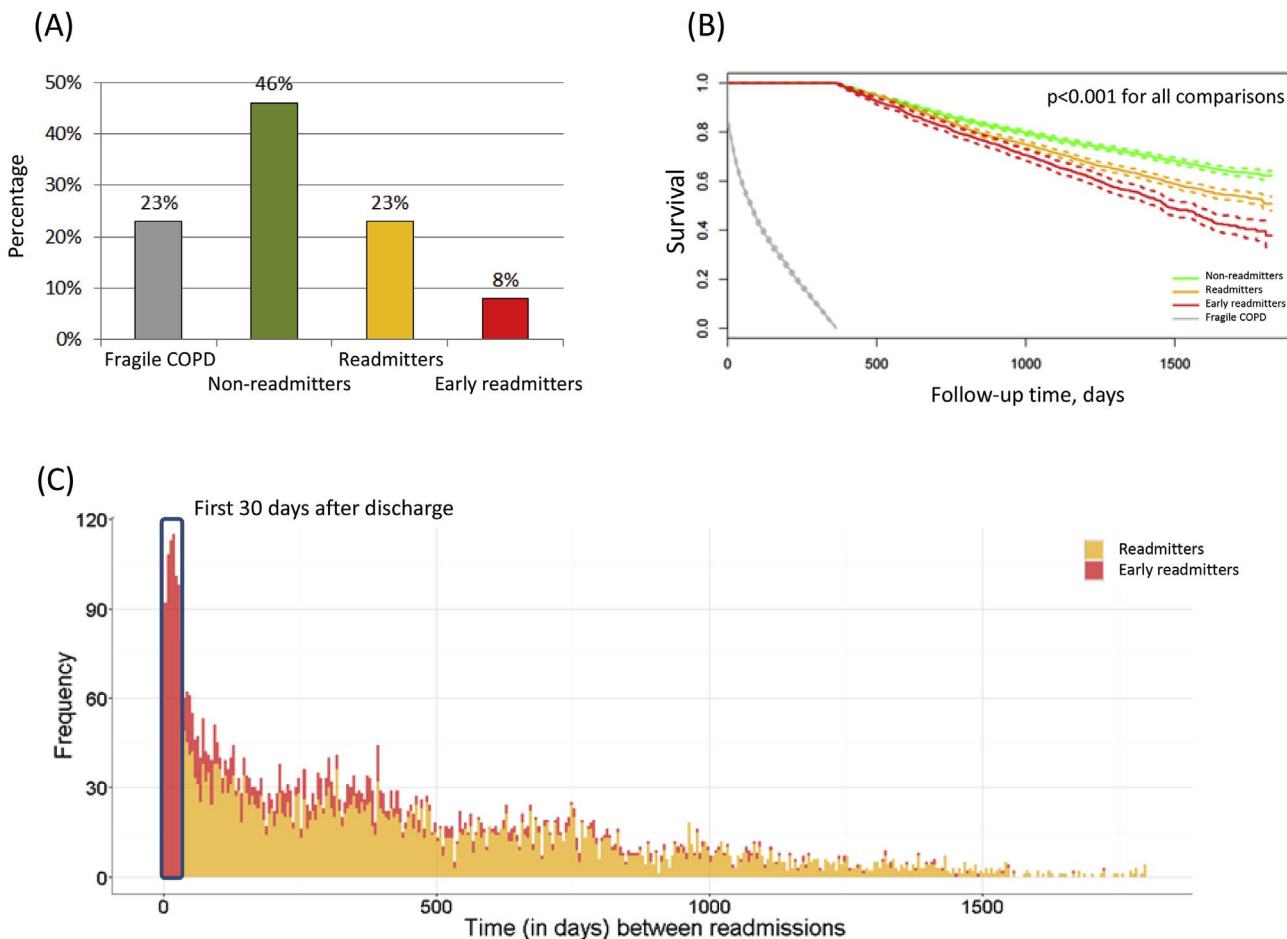 (A)
50%
40%
30%
20%
10%
0%
Percentage
23%
46%
23%
8%
Fragile COPD
Non-readmitters
Readmitters
Early readmitters
(B)
p<0.001 for all comparisons
1.0
0.8
0.6
0.4
0.2
0.0
Survival
Non-readmitters
Readmitters
Early readmitters
Fragile COPD
0 500 1000 1500
Follow-up time, days
(C)
First 30 days after discharge
120
90
60
30
0
Frequency
Readmitters
Early readmitters
0 500 1000 1500
Time (in days) between readmissions